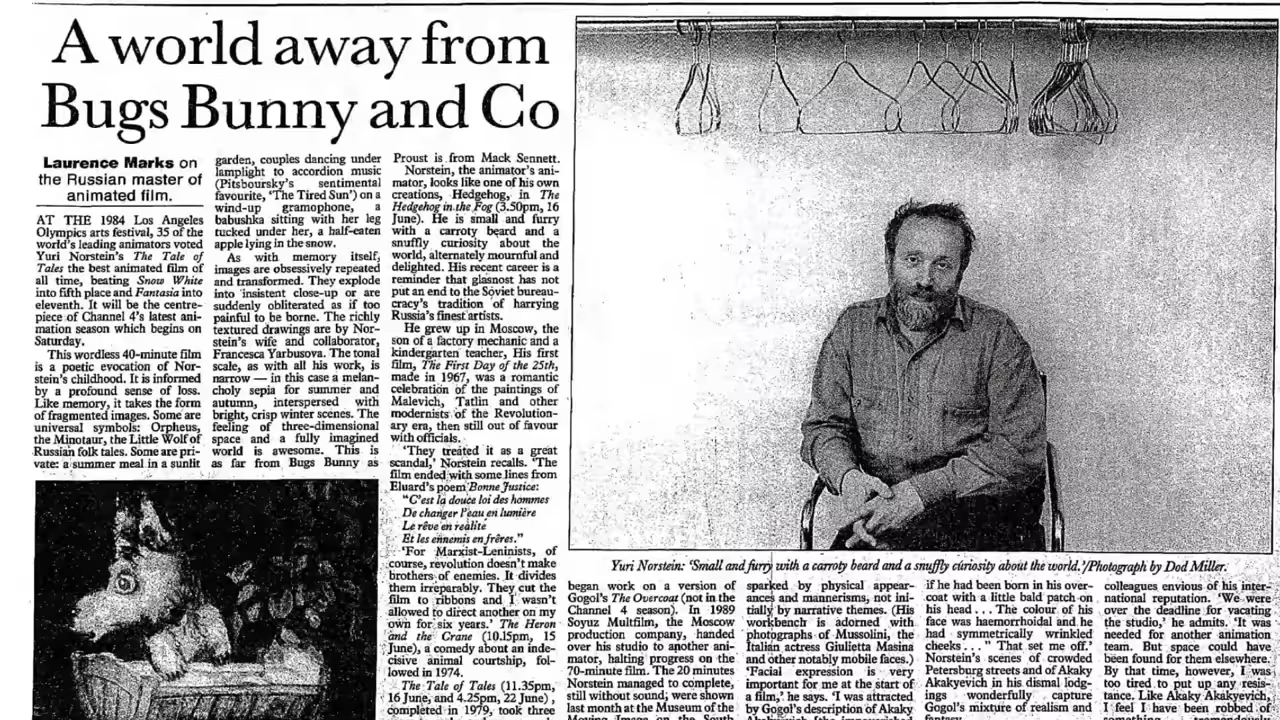 A world away from
Bugs Bunny and Co
Laurence Marks on
the Russian master of
animated film.
AT THE 1984 Los Angeles
Olympics arts festival, 35 of the
world's leading animators voted
Yuri Norstein's The Tale of
Tales the best animated film of
all time, beating Snow White
into fifth place and Fantasia into
eleventh. It will be the centre-
piece of Channel 4's latest ani-
mation season which begins on
Saturday.
This wordless 40-minute film
is a poetic evocation of Nor-
stein's childhood. It is informed
by a profound sense of loss.
Like memory, it takes the form
of fragmented images. Some are
universal symbols: Orpheus,
the Minotaur, the Little Wolf of
Russian folk tales. Some are pri-
vate: a summer meal in a sunlit
garden, couples dancing under
lamplight to accordion music
(Pitsboursky's sentimental
favourite, 'The Tired Sun') on a
wind-up gramophone, a
babushka sitting with her leg
tucked under her, a half-eaten
apple lying in the snow.
As with memory itself,
images are obsessively repeated
and transformed. They explode
into insistent close-up or are
suddenly obliterated as if too
painful to be borne. The richly
textured drawings are by Nor-
stein's wife and collaborator,
Francesca Yarbusova. The tonal
scale, as with all his work, is
narrow — in this case a melan-
choly sepia for summer and
autumn, interspersed with
bright, crisp winter scenes. The
feeling of three-dimensional
space and a fully imagined
world is awesome. This is
as far from Bugs Bunny as
Proust is from Mack Sennett.
Norstein, the animator's ani-
mator, looks like one of his own
creations, Hedgehog, in The
Hedgehog in the Fog (3.50pm, 16
June). He is small and furry
with a carroty beard and a
snuffly curiosity about the
world, alternately mournful and
delighted. His recent career is a
reminder that glasnost has not
put an end to the Soviet bureau-
cracy's tradition of harrying
Russia's finest artists.
He grew up in Moscow, the
son of a factory mechanic and a
kindergarten teacher, His first
film, The First Day of the 25th,
made in 1967, was a romantic
celebration of the paintings of
Malevich, Tatlin and other
modernists of the Revolution-
ary era, then still out of favour
with officials.
'They treated it as a great
scandal,' Norstein recalls. 'The
film ended with some lines from
Eluard's poem Bonne Justice:
"C'est la douce loi des hommes
De changer l'eau en lumière
Le rêve en realité
Et les ennemis en frères."
'For Marxist-Leninists, of
course, revolution doesn't make
brothers of enemies. It divides
them irreparably. They cut the
film to ribbons and I wasn't
allowed to direct another on my
own for six years.' The Heron
and the Crane (10.15pm, 15
June), a comedy about an inde-
cisive animal courtship, fol-
lowed in 1974.
The Tale of Tales (11.35pm,
16 June, and 4.25pm, 22 June),
completed in 1979, took three
Yuri Norstein: 'Small and furry with a carroty beard and a snuffly curiosity about the world.'/Photograph by Dod Miller.
began work on a version of
Gogol's The Overcoat (not in the
Channel 4 season). In 1989
Soyuz Multfilm, the Moscow
production company, handed
over his studio to another ani-
mator, halting progress on the
70-minute film. The 20 minutes
Norstein managed to complete,
still without sound, were shown
last month at the Museum of the
Moving Image on the South
sparked by physical appear-
ances and mannerisms, not ini-
tially by narrative themes. (His
workbench is adorned with
photographs of Mussolini, the
Italian actress Giulietta Masina
and other notably mobile faces.)
'Facial expression is very
important for me at the start of
a film,' he says. 'I was attracted
by Gogol's description of Akaky
Akakyevich [the impoverished
if he had been born in his over-
coat with a little bald patch on
his head . . . The colour of his
face was haemorrhoidal and he
had symmetrically wrinkled
cheeks . . ." That set me off.'
Norstein's scenes of crowded
Petersburg streets and of Akaky
Akakyevich in his dismal lodg-
ings wonderfully capture
Gogol's mixture of realism and
fantasy.
colleagues envious of his inter-
national reputation. 'We were
over the deadline for vacating
the studio,' he admits. 'It was
needed for another animation
team. But space could have
been found for them elsewhere.
By that time, however, I was
too tired to put up any resis-
tance. Like Akaky Akakyevich,
I feel I have been robbed of
something